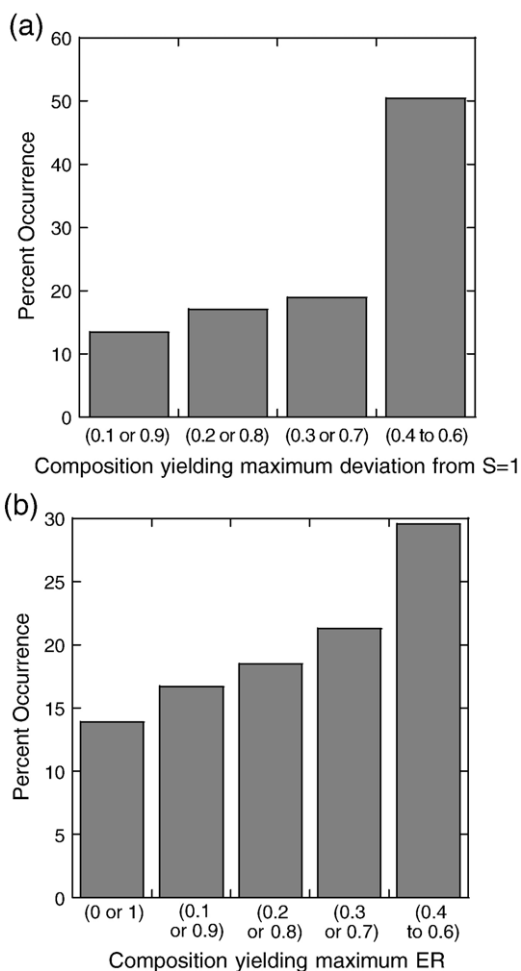 (a)
60
50
40
30
20
10
0
Percent Occurrence
(0.1 or 0.9) (0.2 or 0.8) (0.3 or 0.7) (0.4 to 0.6)
Composition yielding maximum deviation from S=1
(b)
30
25
20
15
10
5
0
Percent Occurrence
(0 or 1) (0.1 (0.2 (0.3 (0.4
or 0.9) or 0.8) or 0.7) to 0.6)
Composition yielding maximum ER